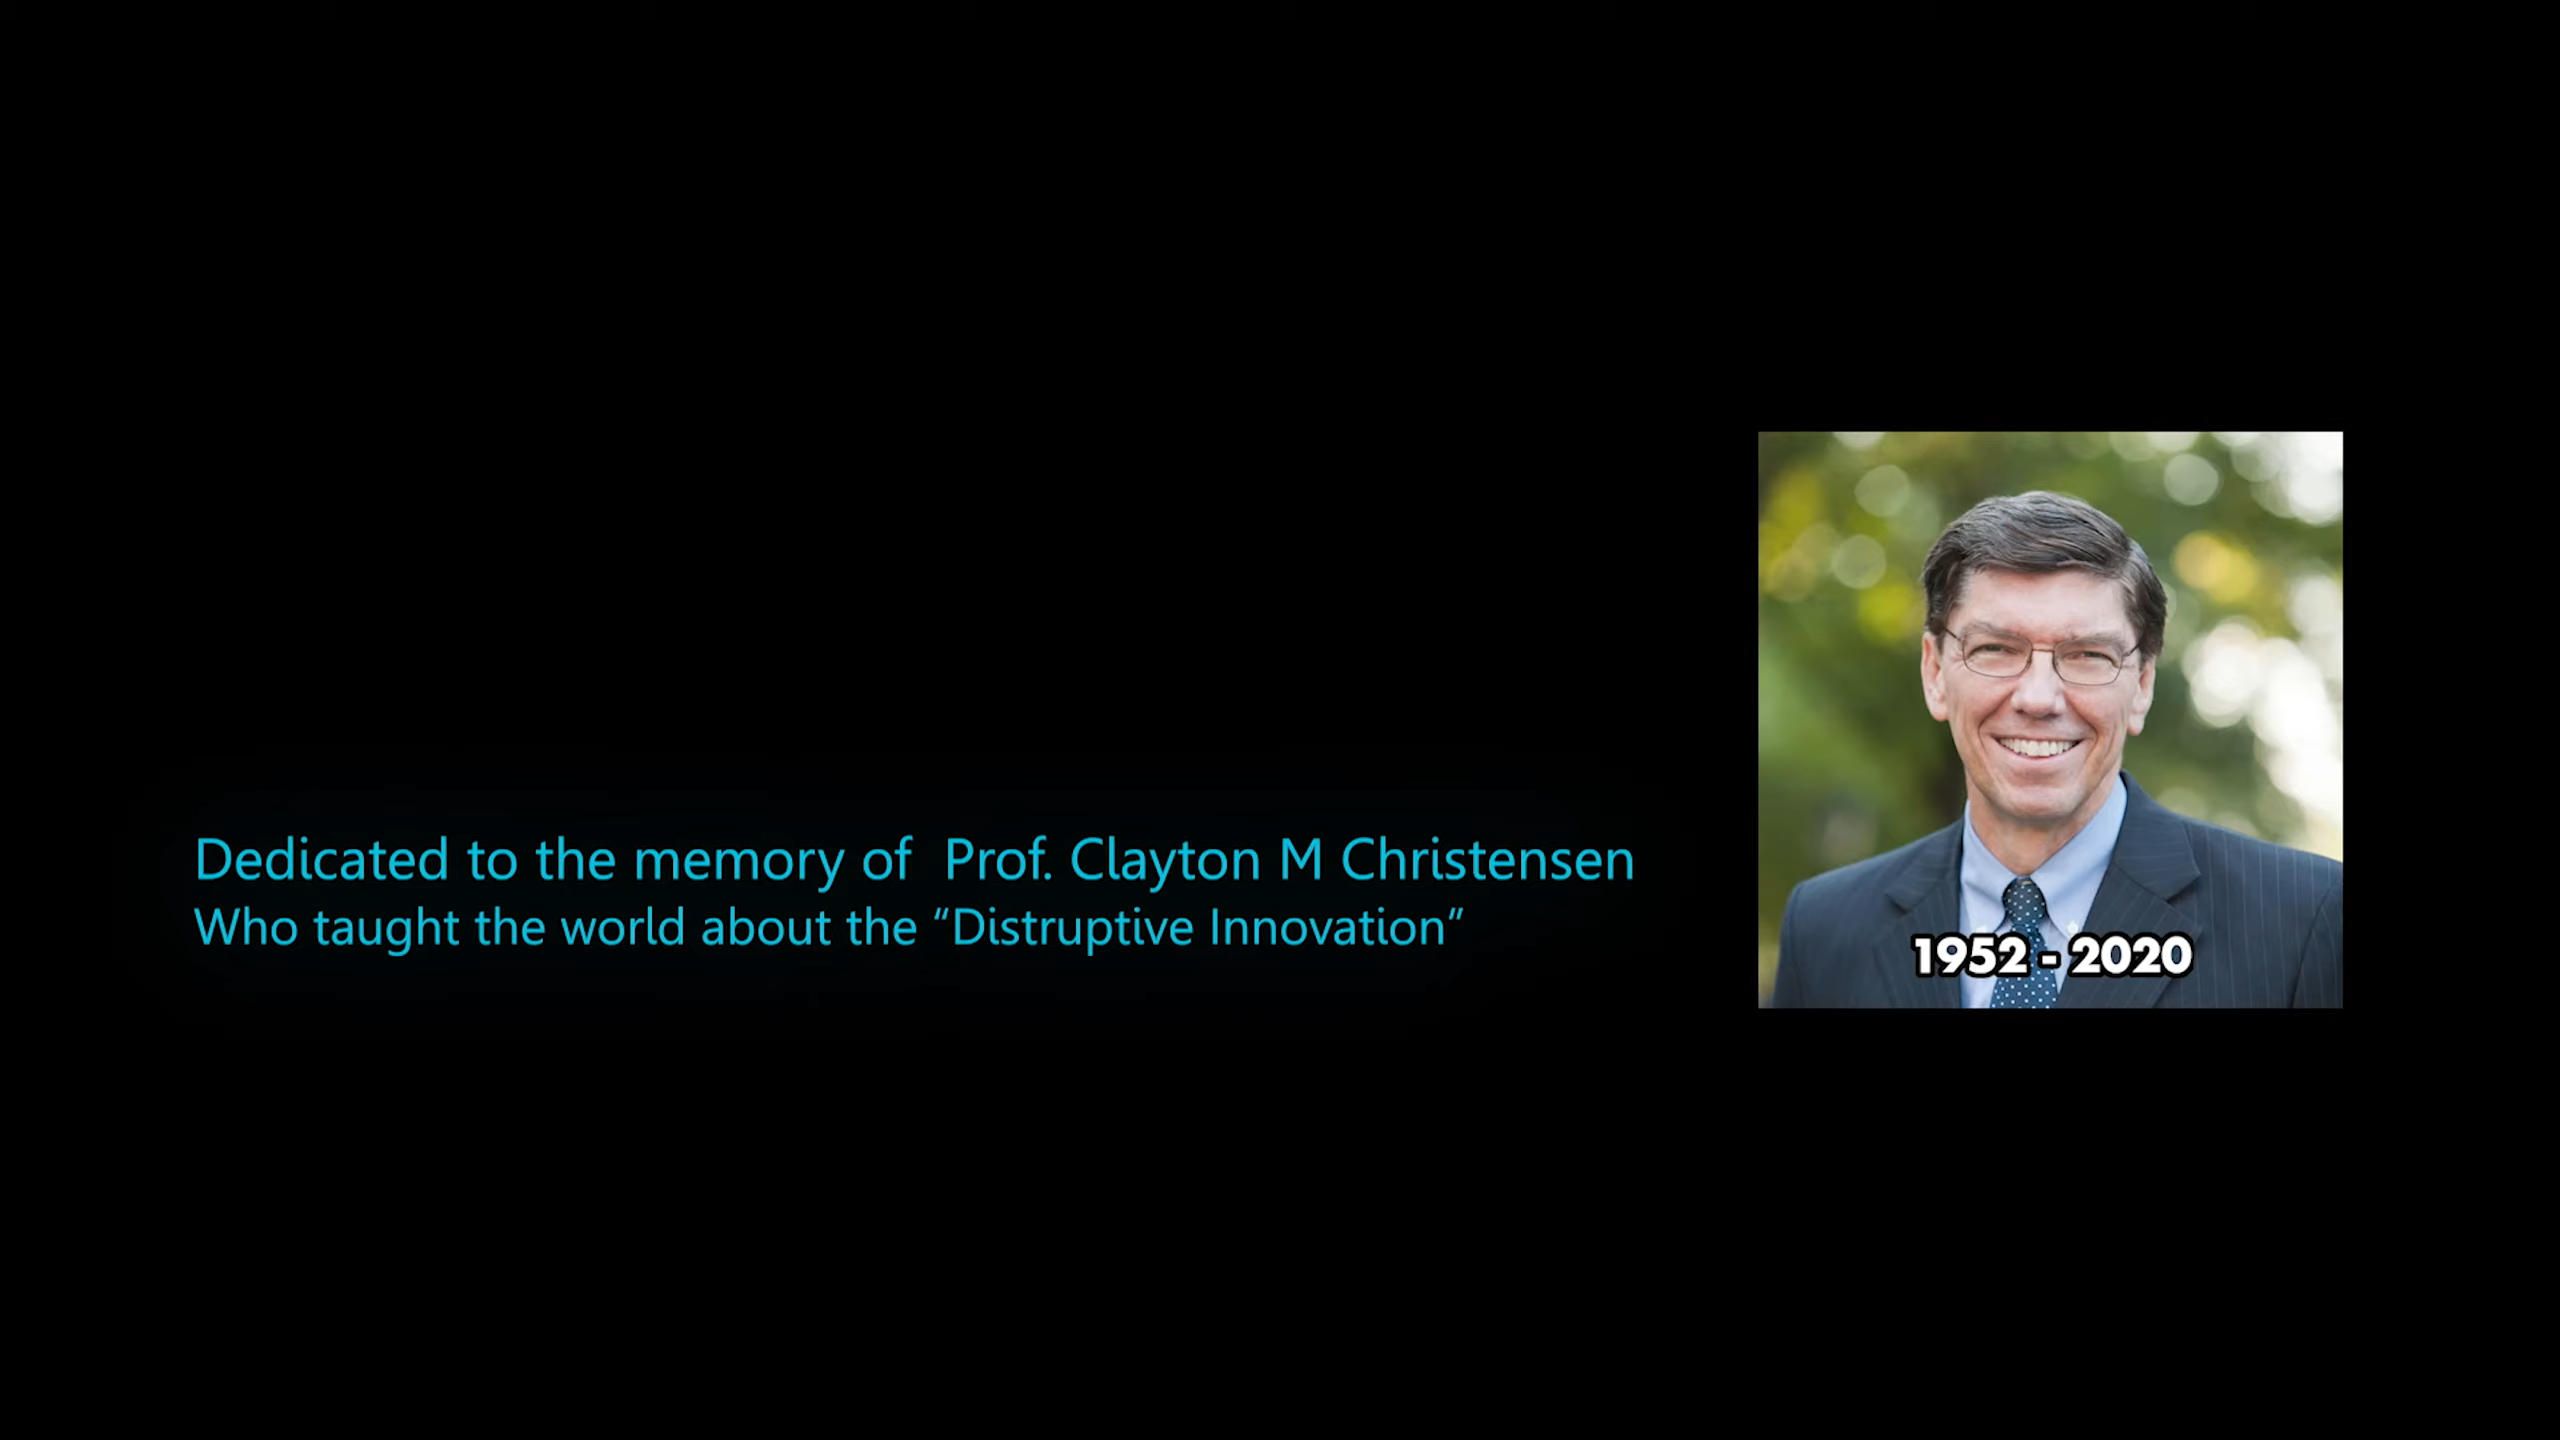 Dedicated to the memory of  Prof. Clayton M Christensen
Who taught the world about the “Distruptive Innovation”
1952 - 2020